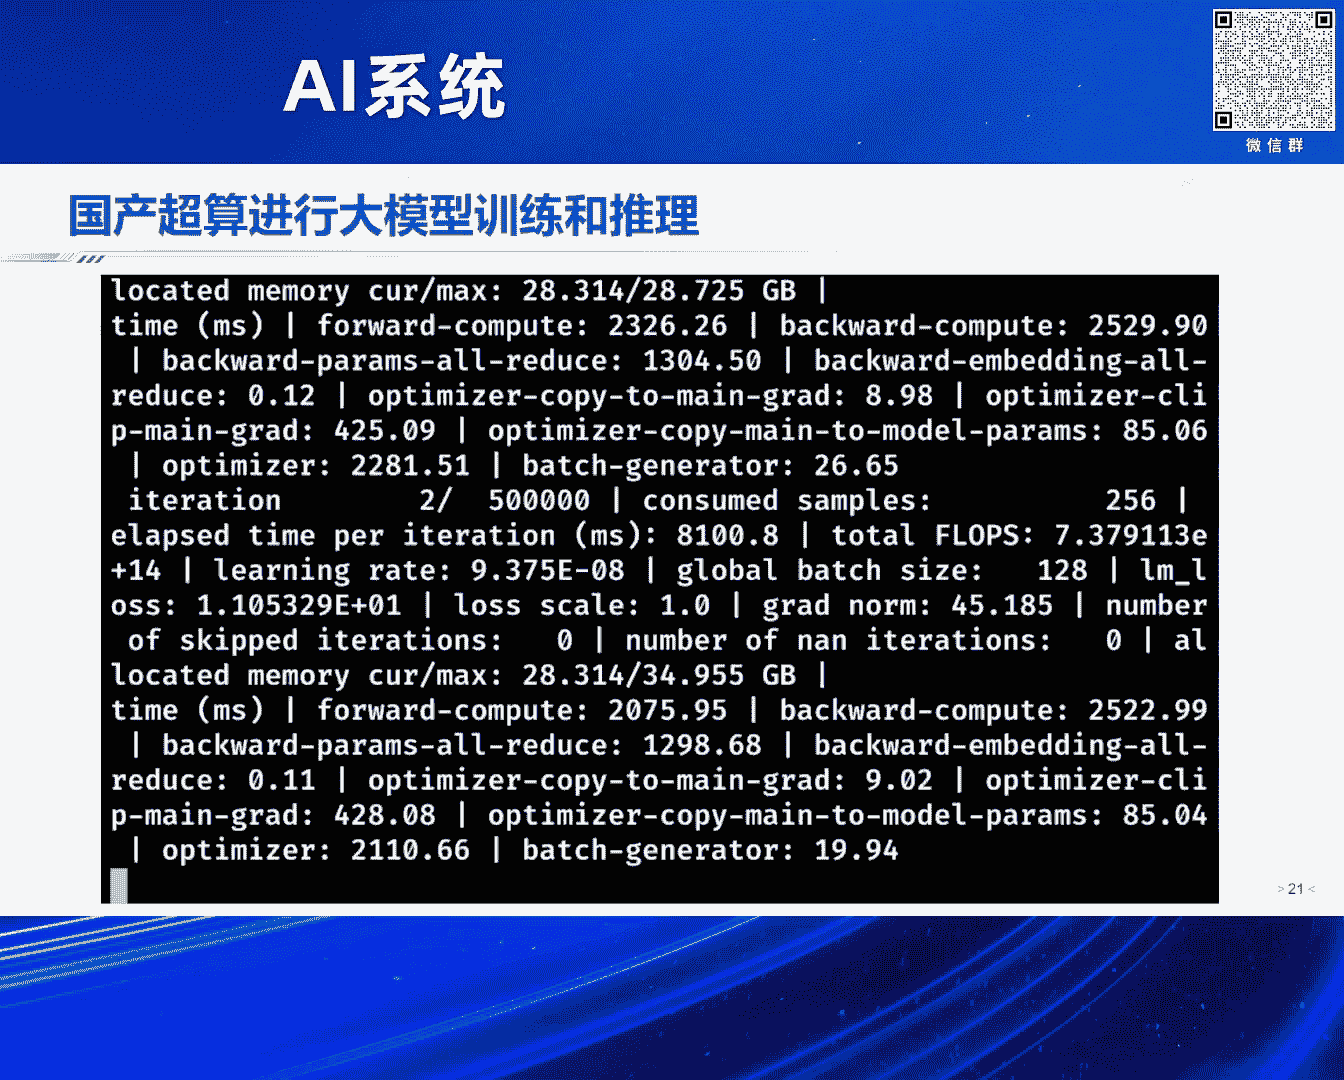 AI系统
微信群
国产超算进行大模型训练和推理
located memory cur/max: 28.314/28.725 GB |
time (ms) | forward-compute: 2326.26 | backward-compute: 2529.90
 | backward-params-all-reduce: 1304.50 | backward-embedding-all-
reduce: 0.12 | optimizer-copy-to-main-grad: 8.98 | optimizer-cli
p-main-grad: 425.09 | optimizer-copy-main-to-model-params: 85.06
 | optimizer: 2281.51 | batch-generator: 26.65
 iteration        2/  500000 | consumed samples:          256 |
elapsed time per iteration (ms): 8100.8 | total FLOPS: 7.379113e
+14 | learning rate: 9.375E-08 | global batch size:   128 | lm_l
oss: 1.105329E+01 | loss scale: 1.0 | grad norm: 45.185 | number
 of skipped iterations:   0 | number of nan iterations:   0 | al
located memory cur/max: 28.314/34.955 GB |
time (ms) | forward-compute: 2075.95 | backward-compute: 2522.99
 | backward-params-all-reduce: 1298.68 | backward-embedding-all-
reduce: 0.11 | optimizer-copy-to-main-grad: 9.02 | optimizer-cli
p-main-grad: 428.08 | optimizer-copy-main-to-model-params: 85.04
 | optimizer: 2110.66 | batch-generator: 19.94
> 21 <